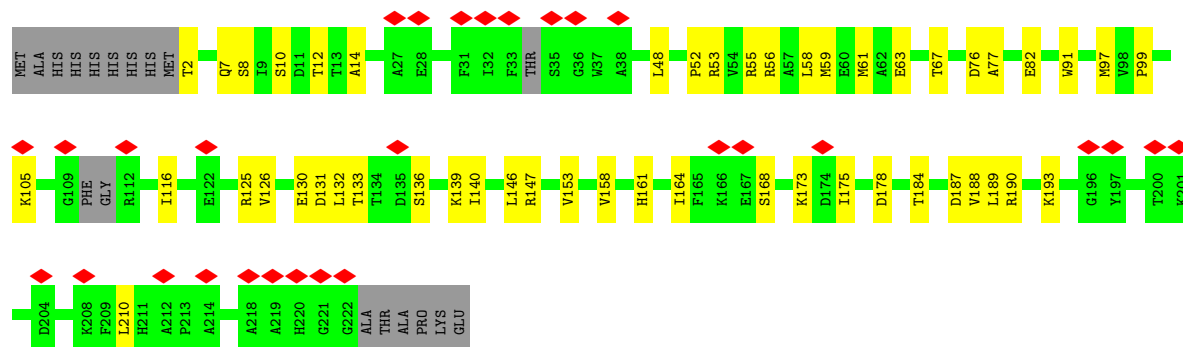 MET ALA HIS HIS HIS HIS HIS HIS MET T2 Q7 S8 I9 S10 D11 T12 T13 A14 A27 E28 F31 I32 F33 THR S35 G36 W37 A38 L48 P52 R53 V54 R55 R56 A57 L58 M59 E60 M61 A62 E63 T67 D76 A77 E82 W91 M97 V98 P99
K105 G109 PHE GLY R112 I116 E122 R125 V126 E130 D131 L132 T133 T134 D135 S136 K139 I140 L146 R147 V153 V158 H161 I164 F165 K166 E167 S168 K173 D174 I175 D178 T184 D187 V188 L189 R190 K193 G196 Y197 T200 K201
D204 K208 F209 L210 H211 A212 P213 A214 A218 A219 H220 G221 G222 ALA THR ALA PRO LYS GLU